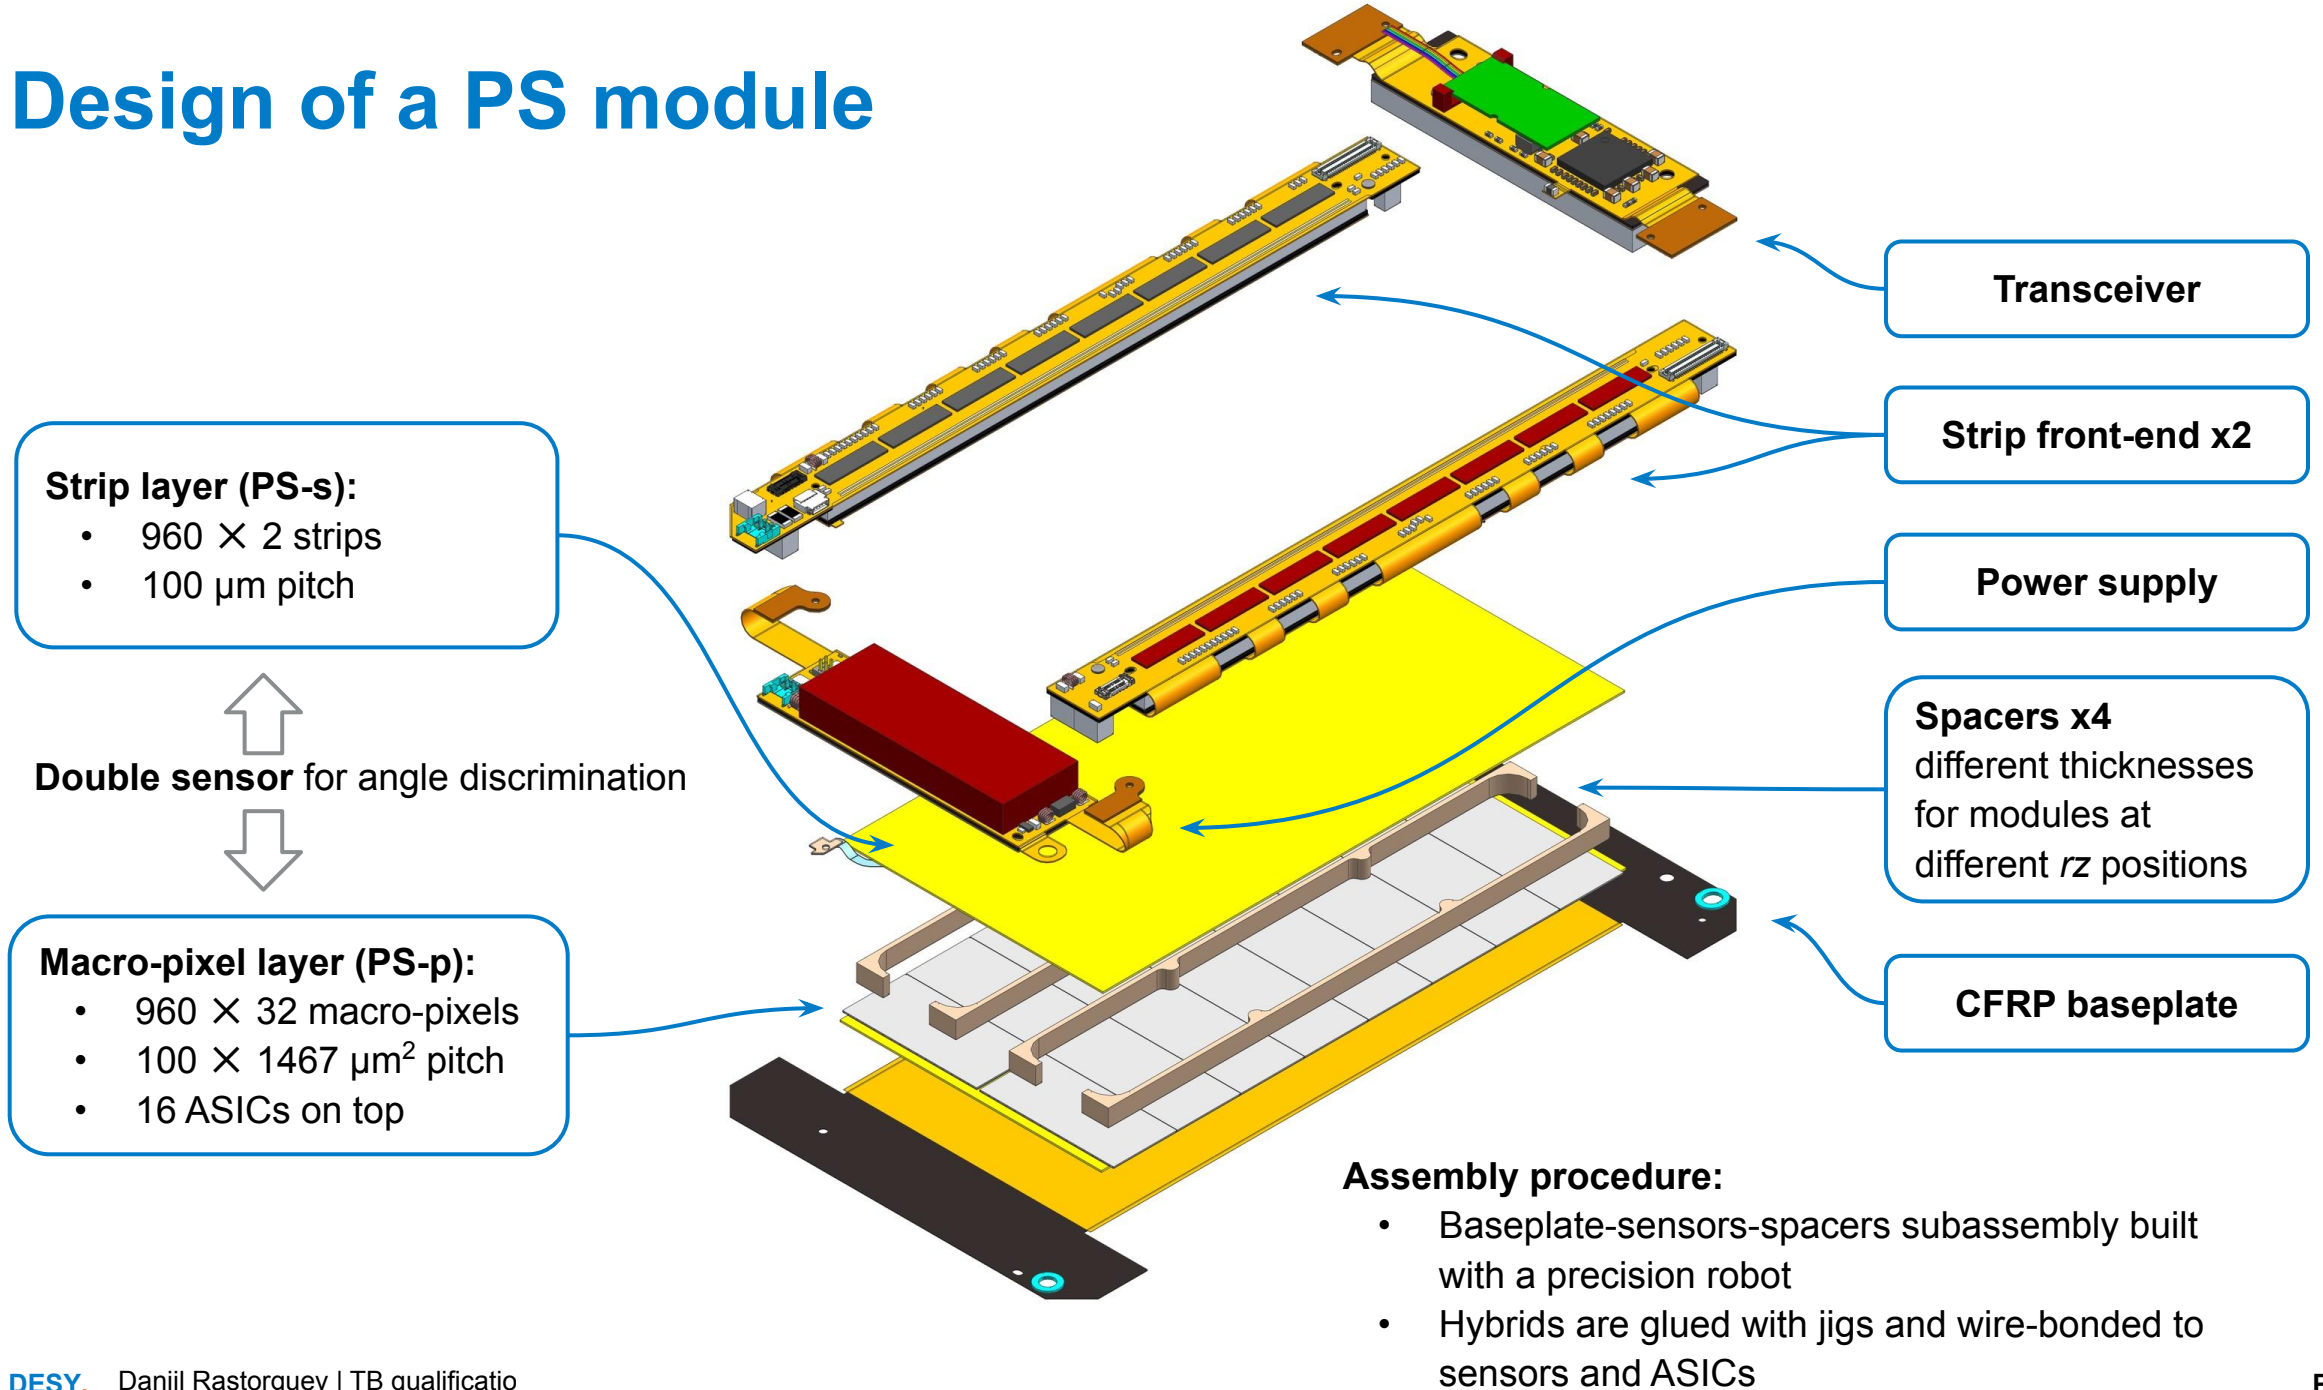 Design of a PS module
Transceiver
Strip front-end x2
Strip layer (PS-s):
• 960 × 2 strips
• 100 µm pitch
Power supply
Spacers x4
different thicknesses
for modules at
different rz positions
Double sensor for angle discrimination
Macro-pixel layer (PS-p):
• 960 × 32 macro-pixels
• 100 × 1467 µm² pitch
• 16 ASICs on top
CFRP baseplate
Assembly procedure:
• Baseplate-sensors-spacers subassembly built
with a precision robot
• Hybrids are glued with jigs and wire-bonded to
sensors and ASICs
DESY. Daniil Rastorguev | TB qualificatio